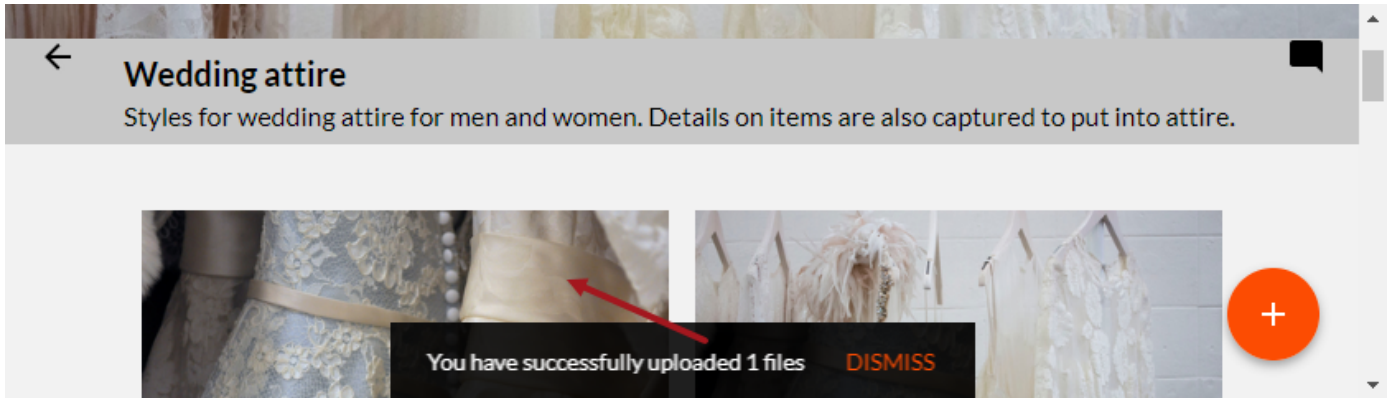 Wedding attire
Styles for wedding attire for men and women. Details on items are also captured to put into attire.
You have successfully uploaded 1 files DISMISS